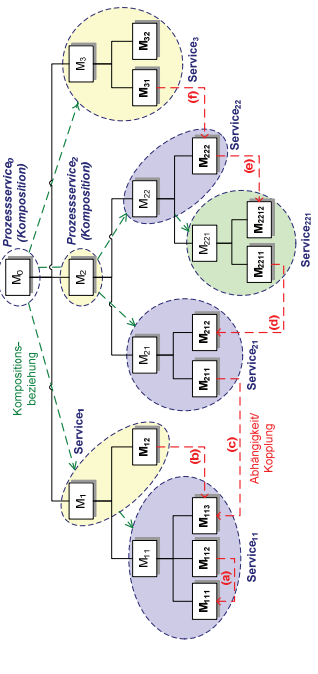 Prozessservice₀
(Komposition)
M₀
Kompositions-
beziehung
Prozessservice₂
(Komposition)
Service₁
M₁
M₂
M₃
M₁₂
M₃₁
M₃₂
Service₃
M₁₁
M₂₁
M₂₂
(b)
(f)
Service₂₂
M₁₁₁
M₁₁₂
M₁₁₃
M₂₁₁
M₂₁₂
M₂₂₁
M₂₂₂
(a)
(c)
(e)
Service₁₁
Abhängigkeit/
Kopplung
Service₂₁
M₂₂₁₁
M₂₂₁₂
(d)
Service₂₂₁